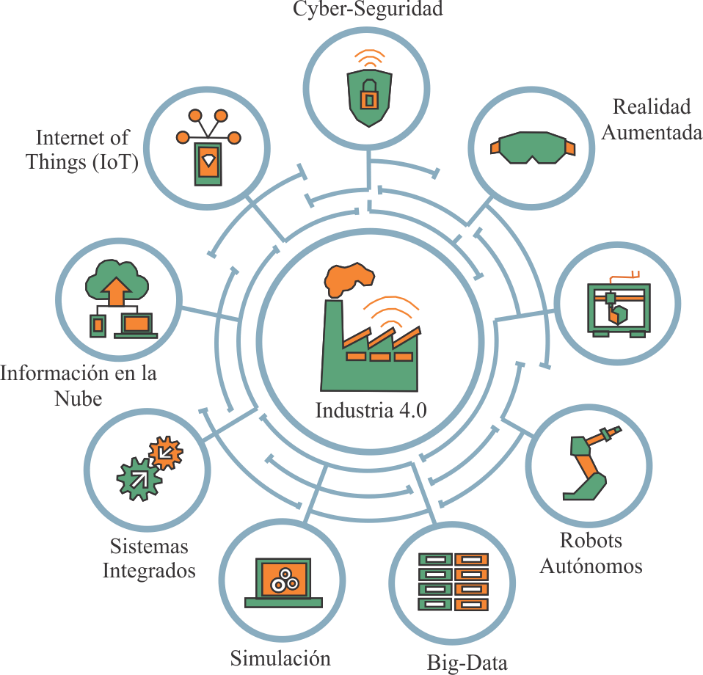 Cyber-Seguridad
Realidad
Aumentada
Internet of
Things (IoT)
Industria 4.0
Información en la
Nube
Robots
Autónomos
Sistemas
Integrados
Simulación
Big-Data